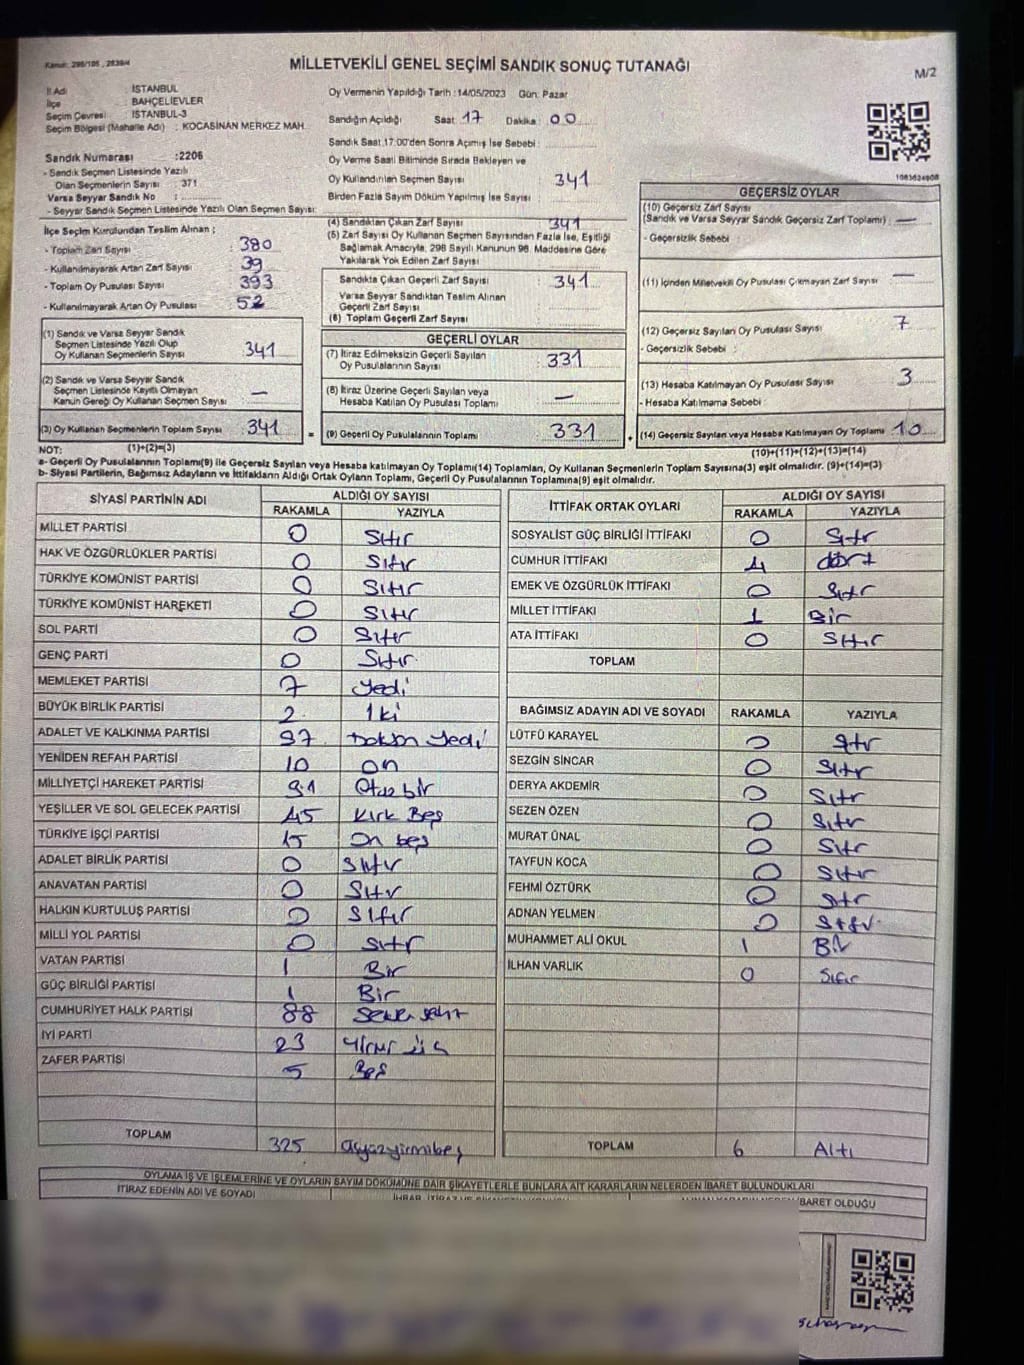 Kanun: 298/105, 2839/4
MİLLETVEKİLİ GENEL SEÇİMİ SANDIK SONUÇ TUTANAĞI
M/2
İl Adı : İSTANBUL
İlçe : BAHÇELİEVLER
Seçim Çevresi : İSTANBUL-3
Seçim Bölgesi (Mahalle Adı) : KOCASİNAN MERKEZ MAH.
Sandık Numarası :2206
- Sandık Seçmen Listesinde Yazılı
Olan Seçmenlerin Sayısı : 371
Varsa Seyyar Sandık No :
- Seyyar Sandık Seçmen Listesinde Yazılı Olan Seçmen Sayısı:
Oy Vermenin Yapıldığı Tarih :14/05/2023 Gün: Pazar
Sandığın Açıldığı Saat 17 Dakika : 00
Sandık Saat 17:00'den Sonra Açılmış İse Sebebi :
Oy Verme Saati Bitiminde Sırada Bekleyen ve
Oy Kullandırılan Seçmen Sayısı : 341
Birden Fazla Sayım Döküm Yapılmış İse Sayısı :
İlçe Seçim Kurulundan Teslim Alınan ;
- Toplam Zarf Sayısı : 380
- Kullanılmayarak Artan Zarf Sayısı : 39
- Toplam Oy Pusulası Sayısı : 393
- Kullanılmayarak Artan Oy Pusulası : 52
(4) Sandıktan Çıkan Zarf Sayısı : 341
(5) Zarf Sayısı Oy Kullanan Seçmen Sayısından Fazla İse, Eşitliği
Sağlamak Amacıyla, 298 Sayılı Kanunun 98. Maddesine Göre
Yakılarak Yok Edilen Zarf Sayısı :
Sandıkta Çıkan Geçerli Zarf Sayısı : 341
Varsa Seyyar Sandıktan Teslim Alınan
Geçerli Zarf Sayısı :
(6) Toplam Geçerli Zarf Sayısı :
1083624908
GEÇERSİZ OYLAR
(10) Geçersiz Zarf Sayısı
(Sandık ve Varsa Seyyar Sandık Geçersiz Zarf Toplamı) : —
- Geçersizlik Sebebi :
(11) İçinden Milletvekili Oy Pusulası Çıkmayan Zarf Sayısı : —
(12) Geçersiz Sayılan Oy Pusulası Sayısı : 7
- Geçersizlik Sebebi :
(13) Hesaba Katılmayan Oy Pusulası Sayısı : 3
- Hesaba Katılmama Sebebi :
(14) Geçersiz Sayılan veya Hesaba Katılmayan Oy Toplamı : 10
(10)+(11)+(12)+(13)=(14)
(1) Sandık ve Varsa Seyyar Sandık
Seçmen Listesinde Yazılı Olup
Oy Kullanan Seçmenlerin Sayısı : 341
(2) Sandık ve Varsa Seyyar Sandık
Seçmen Listesinde Kayıtlı Olmayan
Kanun Gereği Oy Kullanan Seçmen Sayısı : —
(3) Oy Kullanan Seçmenlerin Toplam Sayısı : 341 =
GEÇERLİ OYLAR
(7) İtiraz Edilmeksizin Geçerli Sayılan
Oy Pusulalarının Sayısı : 331
(8) İtiraz Üzerine Geçerli Sayılan veya
Hesaba Katılan Oy Pusulası Toplamı : —
(9) Geçerli Oy Pusulalarının Toplamı : 331 +
NOT: (1)+(2)=(3)
a- Geçerli Oy Pusulalarının Toplamı(9) ile Geçersiz Sayılan veya Hesaba katılmayan Oy Toplamı(14) Toplamları, Oy Kullanan Seçmenlerin Toplam Sayısına(3) eşit olmalıdır. (9)+(14)=(3)
b- Siyasi Partilerin, Bağımsız Adayların ve İttifakların Aldığı Ortak Oyların Toplamı, Geçerli Oy Pusulalarının Toplamına(9) eşit olmalıdır.
SİYASİ PARTİNİN ADI ALDIĞI OY SAYISI
RAKAMLA YAZIYLA
MİLLET PARTİSİ 0 Sıfır
HAK VE ÖZGÜRLÜKLER PARTİSİ 0 Sıfır
TÜRKİYE KOMÜNİST PARTİSİ 0 Sıfır
TÜRKİYE KOMÜNİST HAREKETİ 0 Sıfır
SOL PARTİ 0 Sıfır
GENÇ PARTİ 0 Sıfır
MEMLEKET PARTİSİ 7 Yedi
BÜYÜK BİRLİK PARTİSİ 2 İki
ADALET VE KALKINMA PARTİSİ 97 Doksan Yedi
YENİDEN REFAH PARTİSİ 10 on
MİLLİYETÇİ HAREKET PARTİSİ 31 Otuz bir
YEŞİLLER VE SOL GELECEK PARTİSİ 45 Kırk Beş
TÜRKİYE İŞÇİ PARTİSİ 15 On beş
ADALET BİRLİK PARTİSİ 0 Sıfır
ANAVATAN PARTİSİ 0 Sıfır
HALKIN KURTULUŞ PARTİSİ 0 Sıfır
MİLLİ YOL PARTİSİ 0 Sıfır
VATAN PARTİSİ 1 Bir
GÜÇ BİRLİĞİ PARTİSİ 1 Bir
CUMHURİYET HALK PARTİSİ 88 Seksen sekiz
İYİ PARTİ 23 Yirmi üç
ZAFER PARTİSİ 5 Beş
TOPLAM 325 üçyüzyirmibeş
İTTİFAK ORTAK OYLARI ALDIĞI OY SAYISI
RAKAMLA YAZIYLA
SOSYALİST GÜÇ BİRLİĞİ İTTİFAKI 0 Sıfır
CUMHUR İTTİFAKI 4 dört
EMEK VE ÖZGÜRLÜK İTTİFAKI 0 Sıfır
MİLLET İTTİFAKI 1 Bir
ATA İTTİFAKI 0 Sıfır
TOPLAM
BAĞIMSIZ ADAYIN ADI VE SOYADI RAKAMLA YAZIYLA
LÜTFÜ KARAYEL 0 Sıfır
SEZGİN SİNCAR 0 Sıfır
DERYA AKDEMİR 0 Sıfır
SEZEN ÖZEN 0 Sıfır
MURAT ÜNAL 0 Sıfır
TAYFUN KOCA 0 Sıfır
FEHMİ ÖZTÜRK 0 Sıfır
ADNAN YELMEN 0 Sıfır
MUHAMMET ALİ OKUL 1 Bir
İLHAN VARLIK 0 Sıfır
TOPLAM 6 Altı
OYLAMA İŞ VE İŞLEMLERİNE VE OYLARIN SAYIM DÖKÜMÜNE DAİR ŞİKAYETLERLE BUNLARA AİT KARARLARIN NELERDEN İBARET BULUNDUKLARI
İTİRAZ EDENİN ADI VE SOYADI
İBARET OLDUĞU